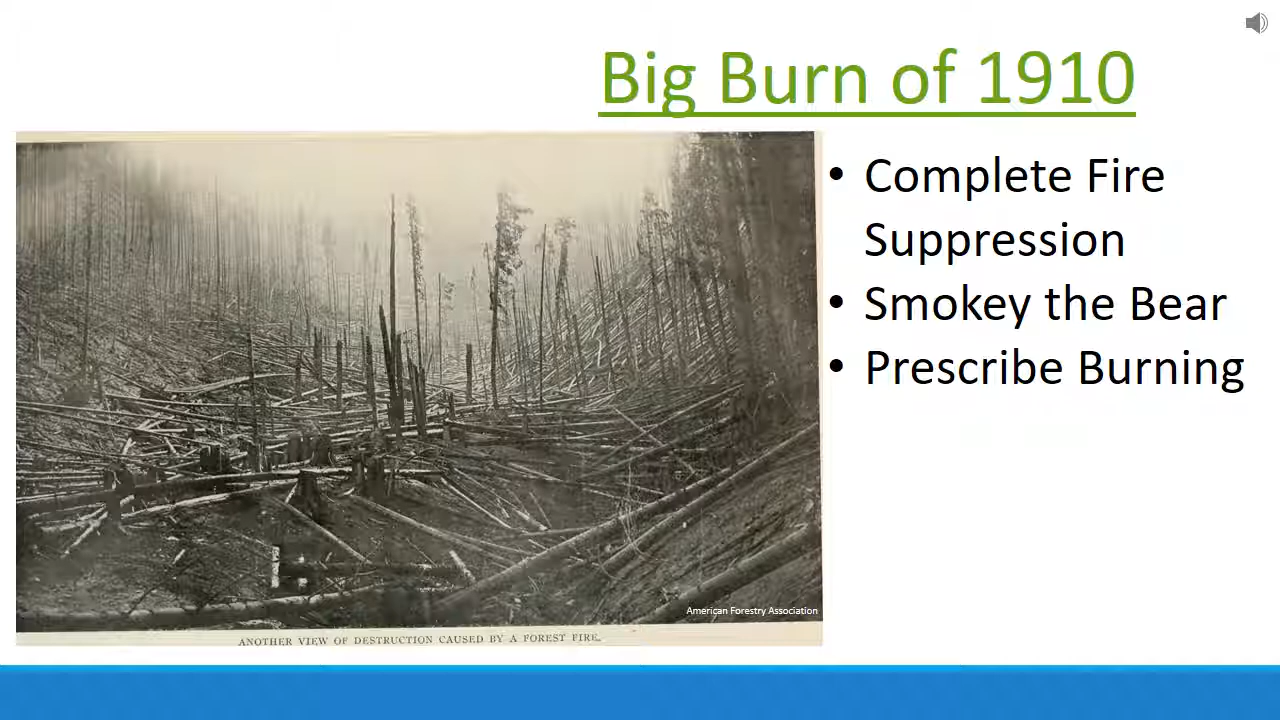 Big Burn of 1910
• Complete Fire
Suppression
• Smokey the Bear
• Prescribe Burning
American Forestry Association
ANOTHER VIEW OF DESTRUCTION CAUSED BY A FOREST FIRE.